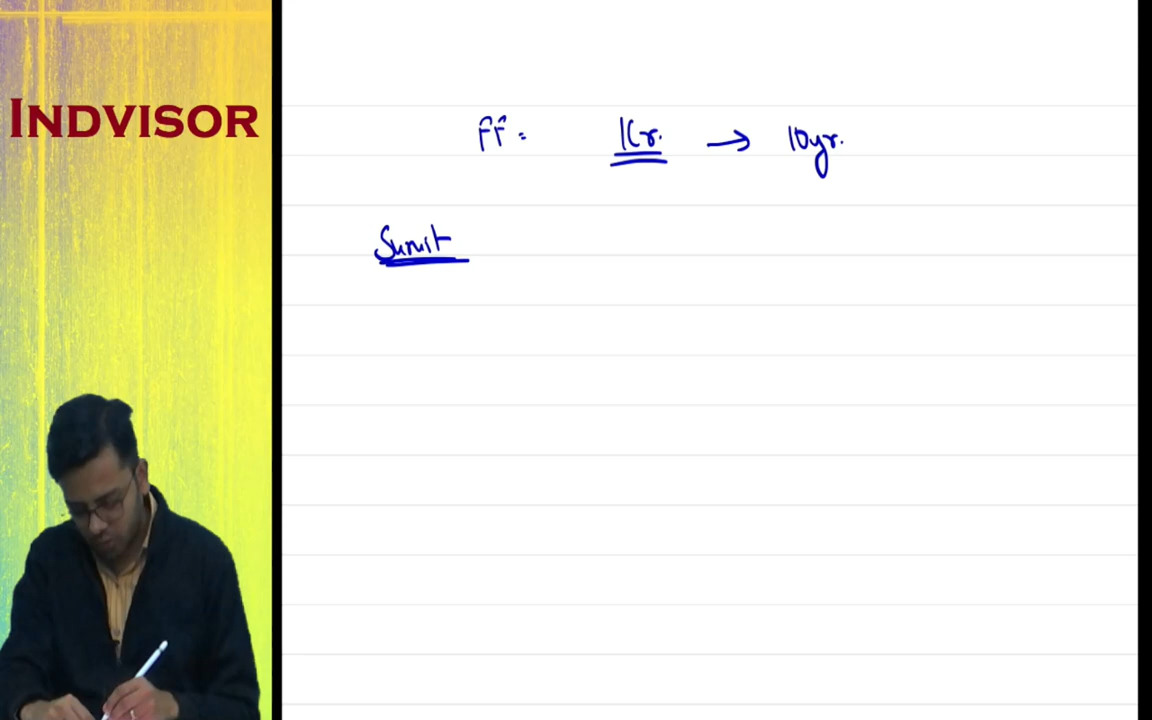 INDVISOR
FF = 1Cr. → 10yr.
Sumit